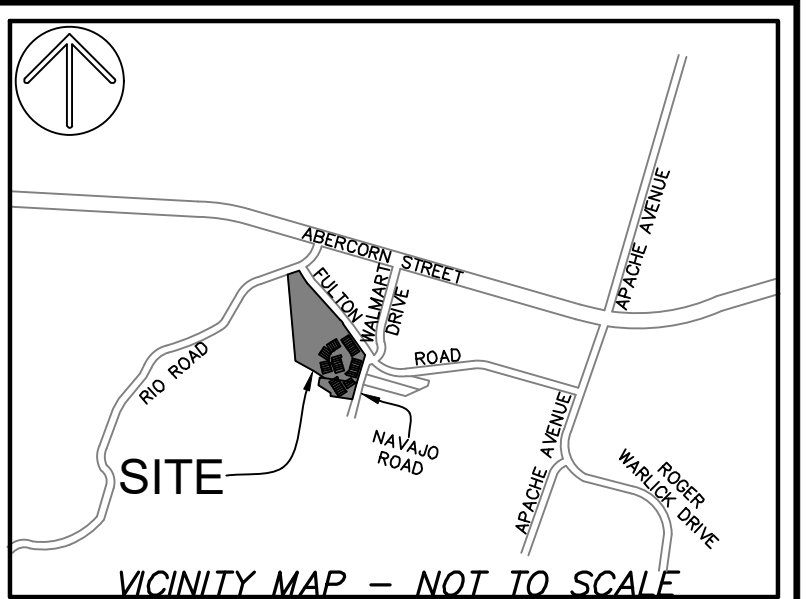 ABERCORN STREET
APACHE AVENUE
FULTON
WALMART
DRIVE
ROAD
RIO ROAD
NAVAJO
ROAD
SITE
APACHE AVENUE
ROGER
WARLICK DRIVE
VICINITY MAP - NOT TO SCALE